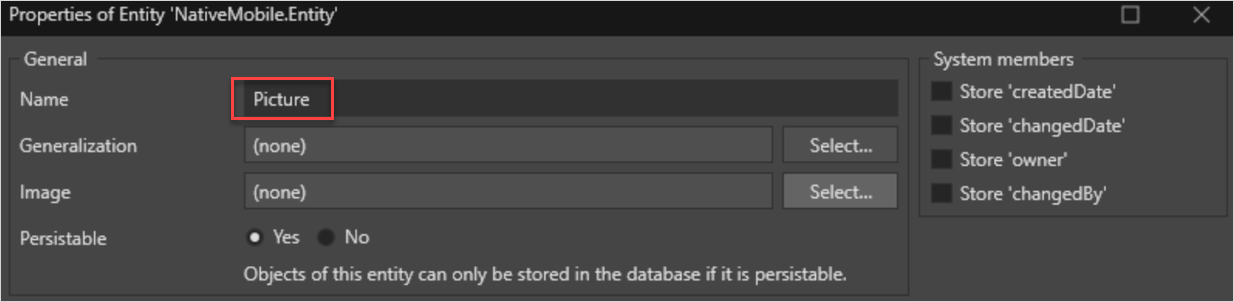 Properties of Entity 'NativeMobile.Entity'
General
Name Picture
Generalization (none) Select...
Image (none) Select...
Persistable Yes No
Objects of this entity can only be stored in the database if it is persistable.
System members
Store 'createdDate'
Store 'changedDate'
Store 'owner'
Store 'changedBy'